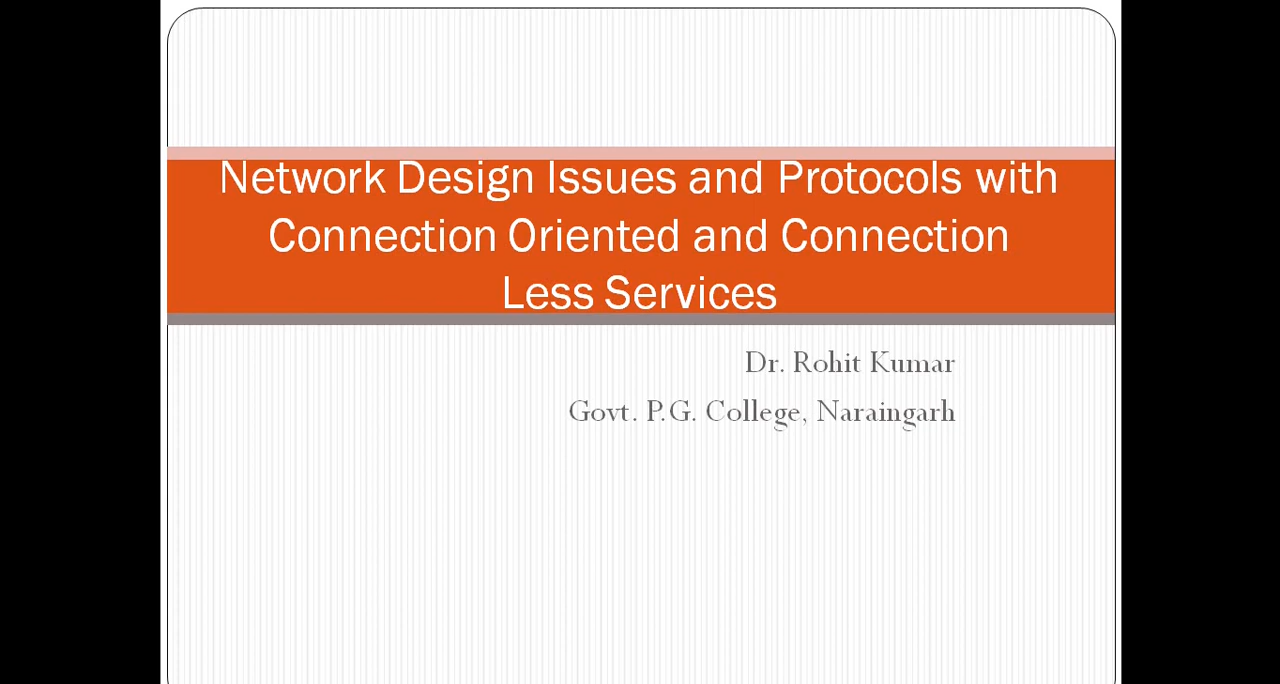 Network Design Issues and Protocols with
Connection Oriented and Connection
Less Services
Dr. Rohit Kumar
Govt. P.G. College, Naraingarh